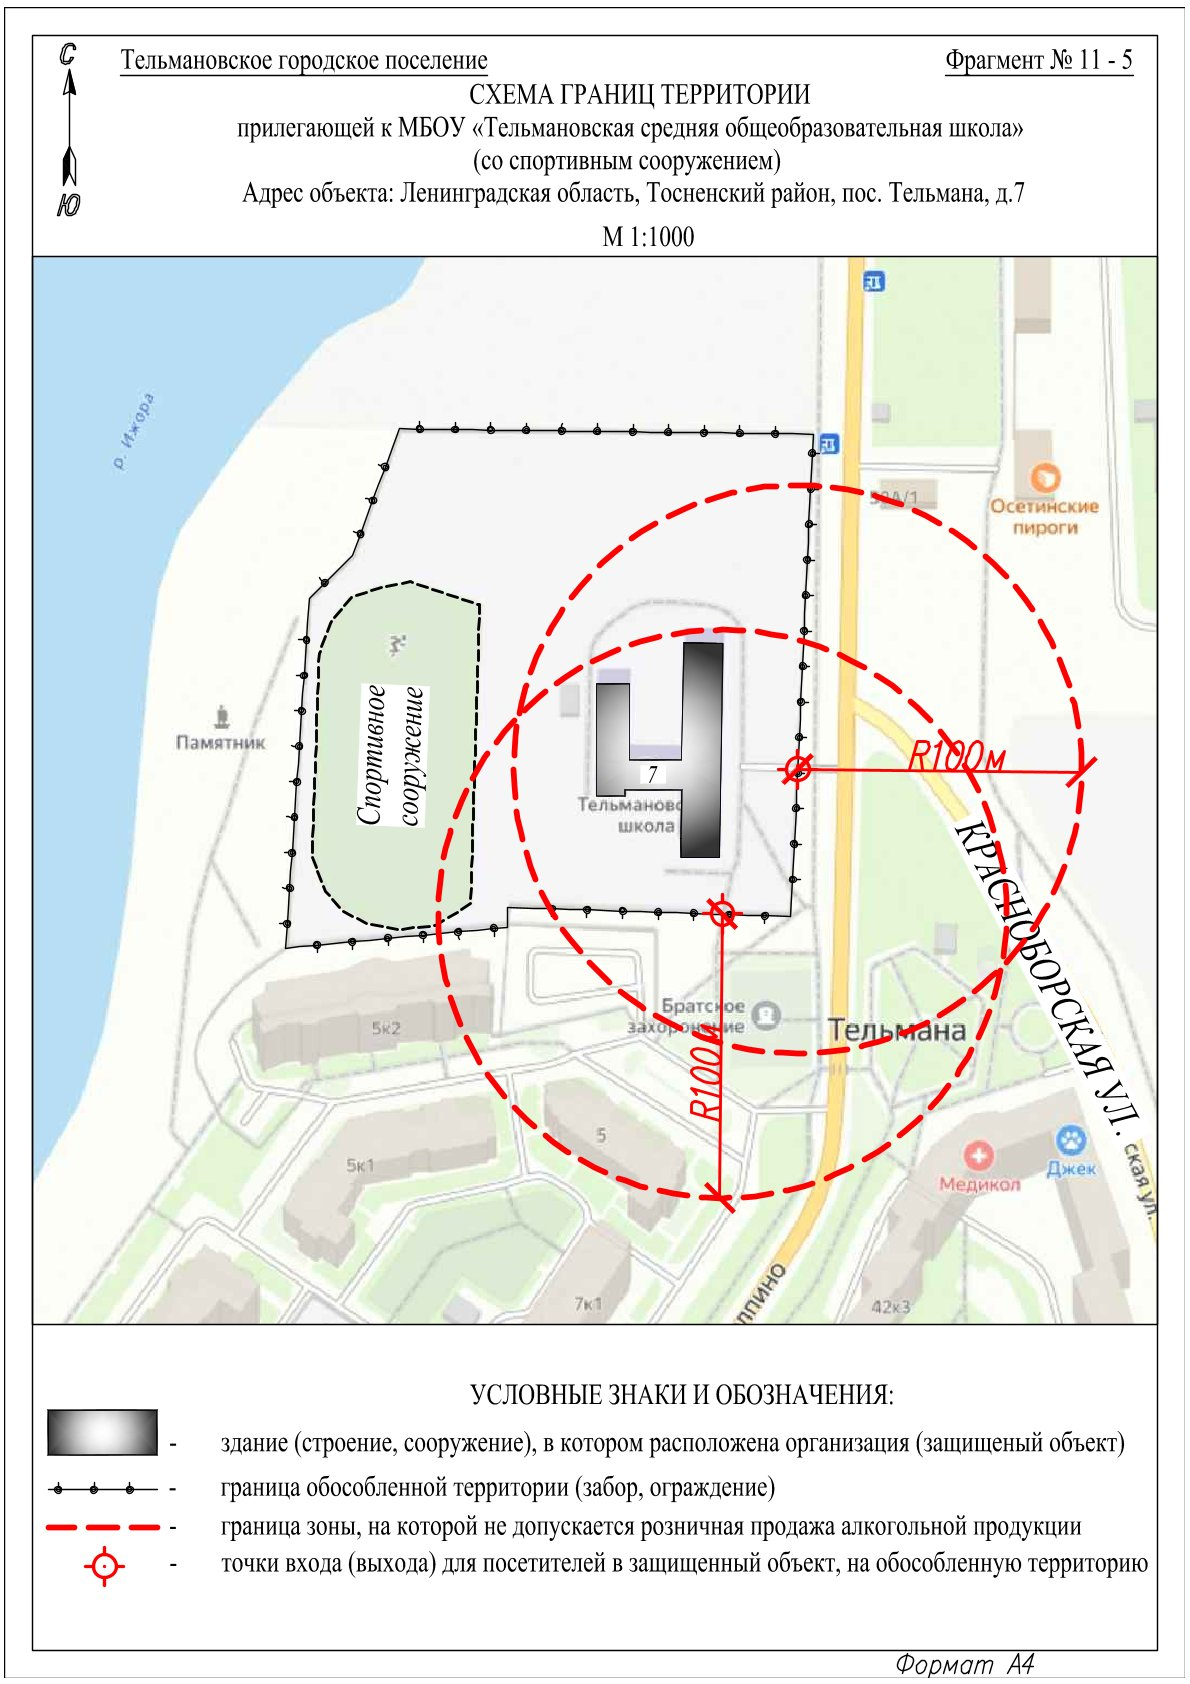 С
Ю
Тельмановское городское поселение
Фрагмент № 11 - 5
СХЕМА ГРАНИЦ ТЕРРИТОРИИ
прилегающей к МБОУ «Тельмановская средняя общеобразовательная школа»
(со спортивным сооружением)
Адрес объекта: Ленинградская область, Тосненский район, пос. Тельмана, д.7
М 1:1000
р. Ижора
Осетинские
пироги
Памятник
Спортивное
сооружение
7
Тельмановс
школа
R100м
КРАСНОБОРСКАЯ УЛ.
Братское
захоронение
Тельмана
R100м
5к2
5
5к1
Медикол
Джек
ская ул.
7к1
42к3
лпино
УСЛОВНЫЕ ЗНАКИ И ОБОЗНАЧЕНИЯ:
- здание (строение, сооружение), в котором расположена организация (защищеный объект)
- граница обособленной территории (забор, ограждение)
- граница зоны, на которой не допускается розничная продажа алкогольной продукции
- точки входа (выхода) для посетителей в защищенный объект, на обособленную территорию
Формат А4